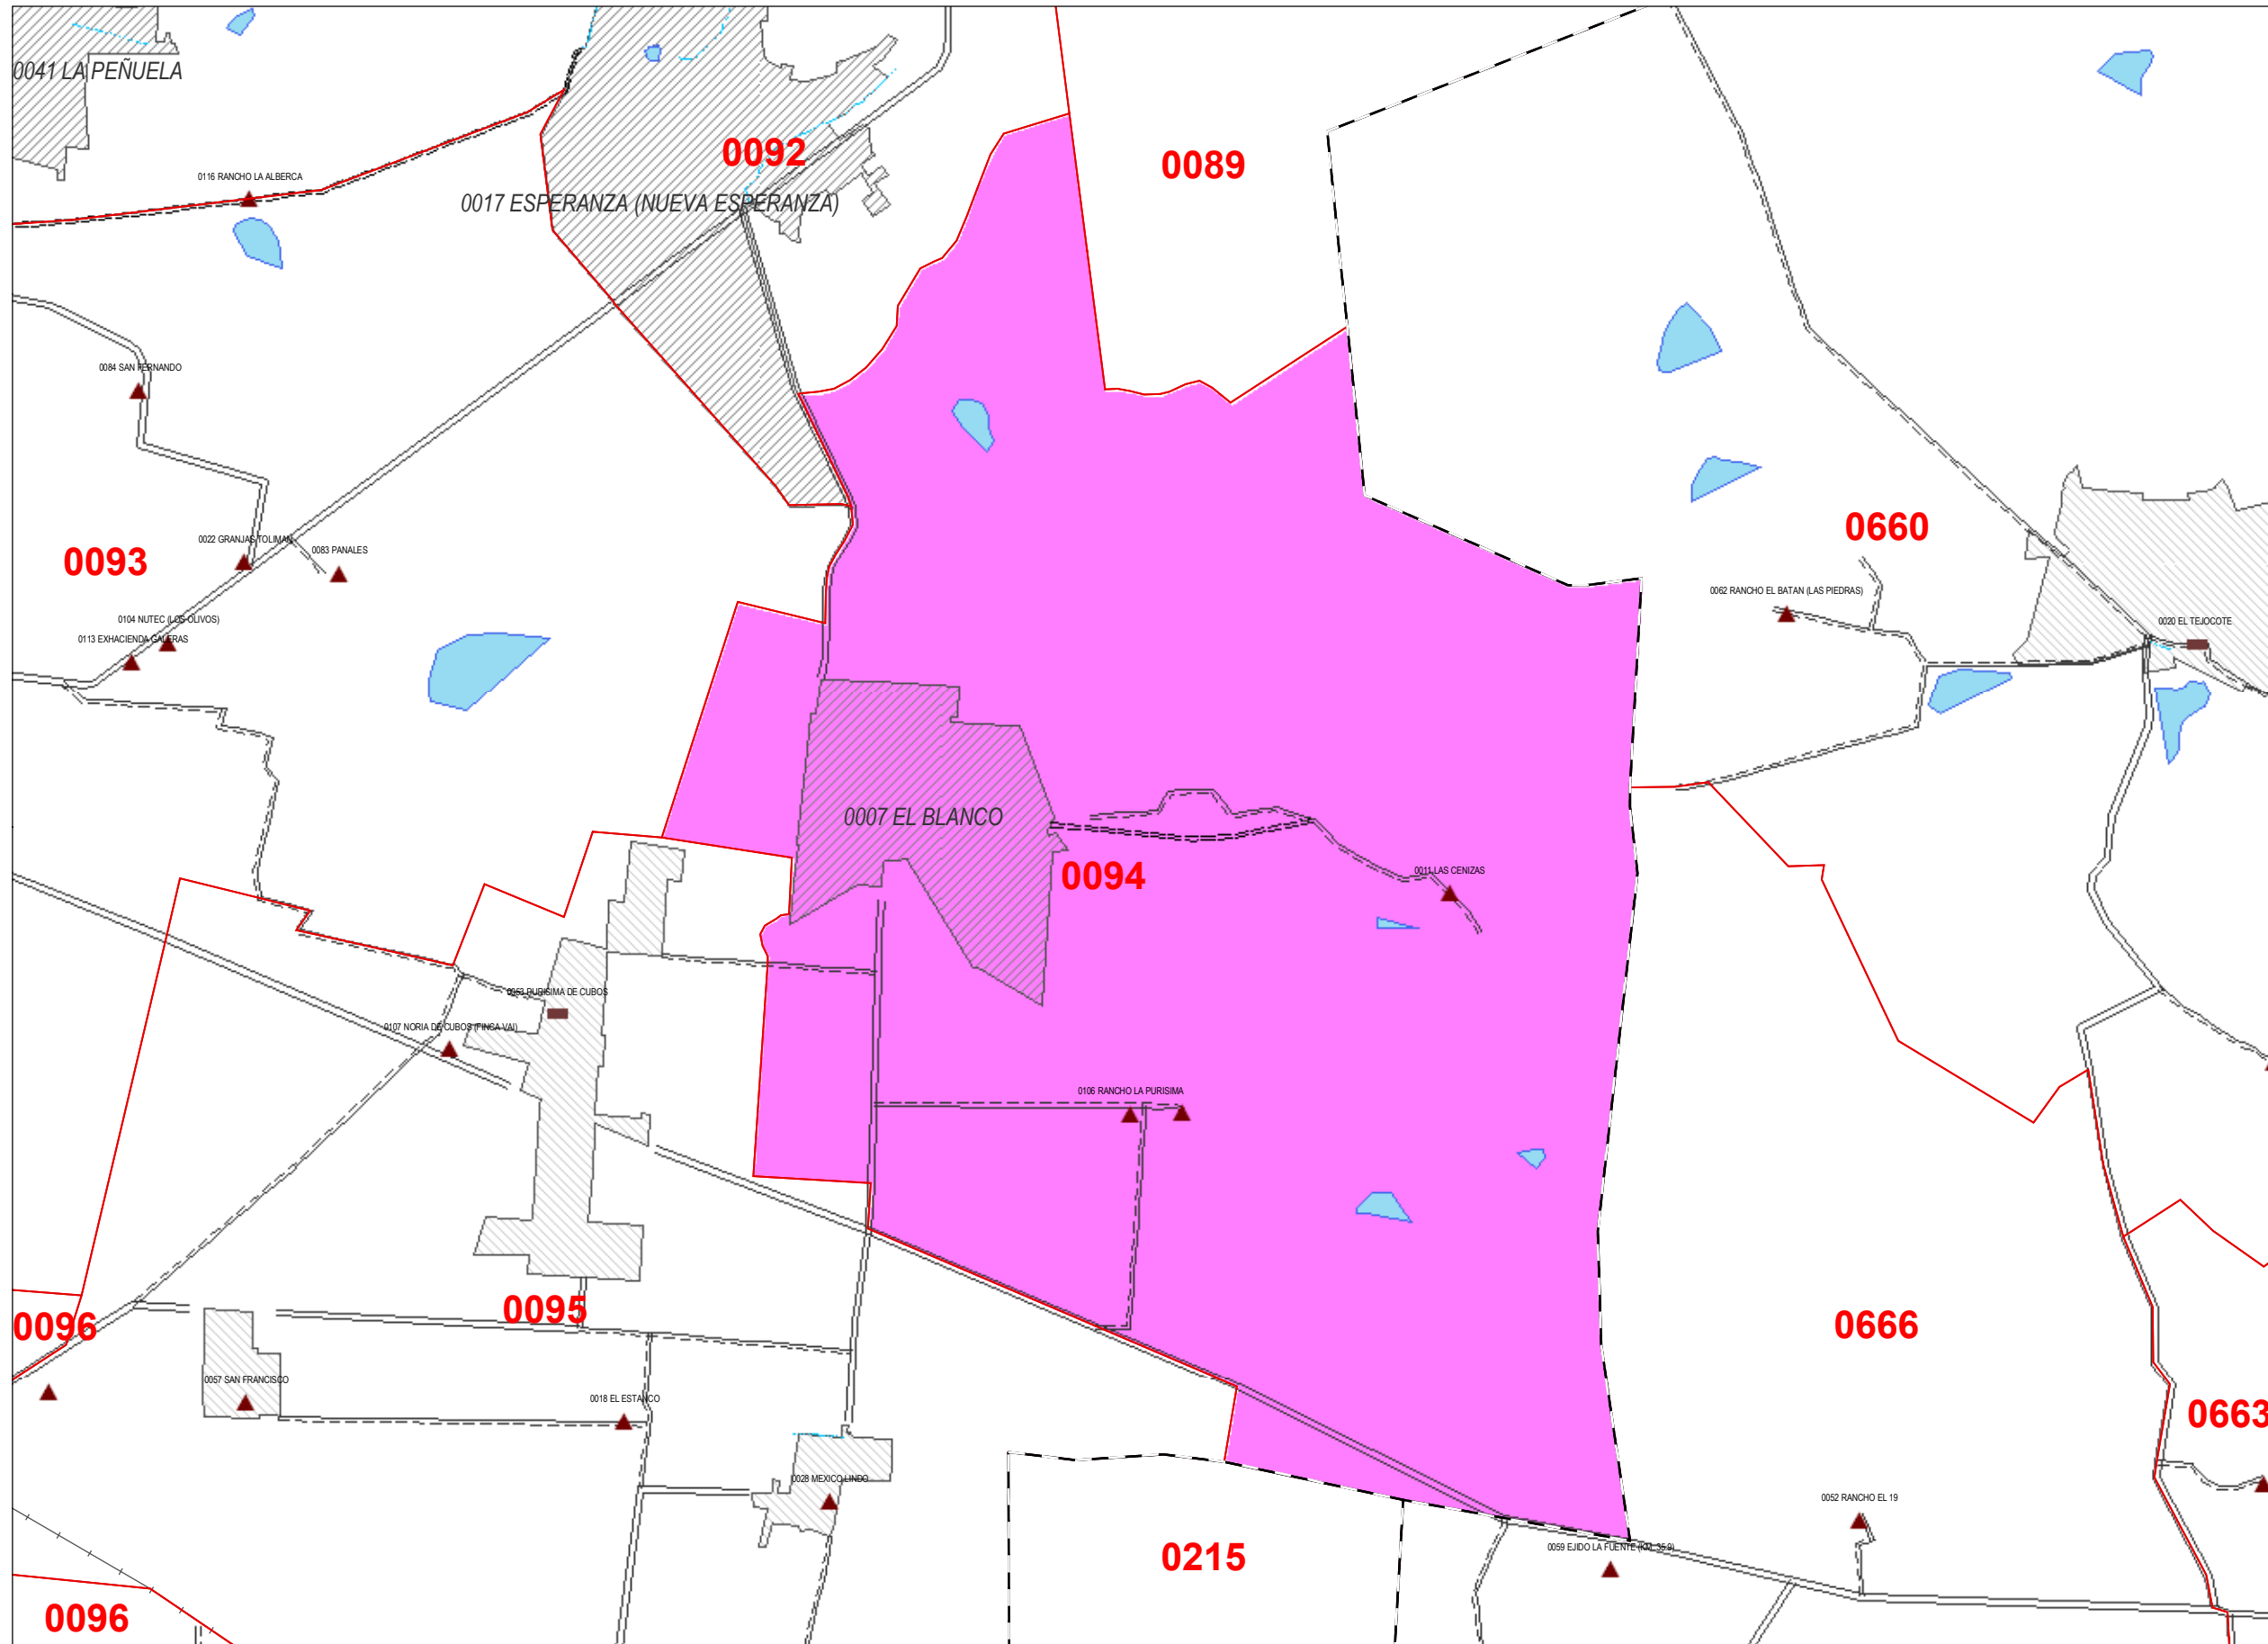 0041 LA PEÑUELA
0092
0089
0116 RANCHO LA ALBERCA
0017 ESPERANZA (NUEVA ESPERANZA)
0084 SAN FERNANDO
0660
0022 GRANJAS TOLIMAN
0083 PANALES
0093
0062 RANCHO EL BATAN (LAS PIEDRAS)
0104 NUTEC (LOS OLIVOS)
0020 EL TEJOCOTE
0113 EXHACIENDA GALERAS
0007 EL BLANCO
0094
0011 LAS CENIZAS
0053 PURISIMA DE CUBOS
0107 NORIA DE CUBOS (FINCA VAI)
0106 RANCHO LA PURISIMA
0095
0096
0666
0057 SAN FRANCISCO
0018 EL ESTANCO
0663
0028 MEXICO LINDO
0052 RANCHO EL 19
0059 EJIDO LA FUENTE (KM. 35.9)
0215
0096